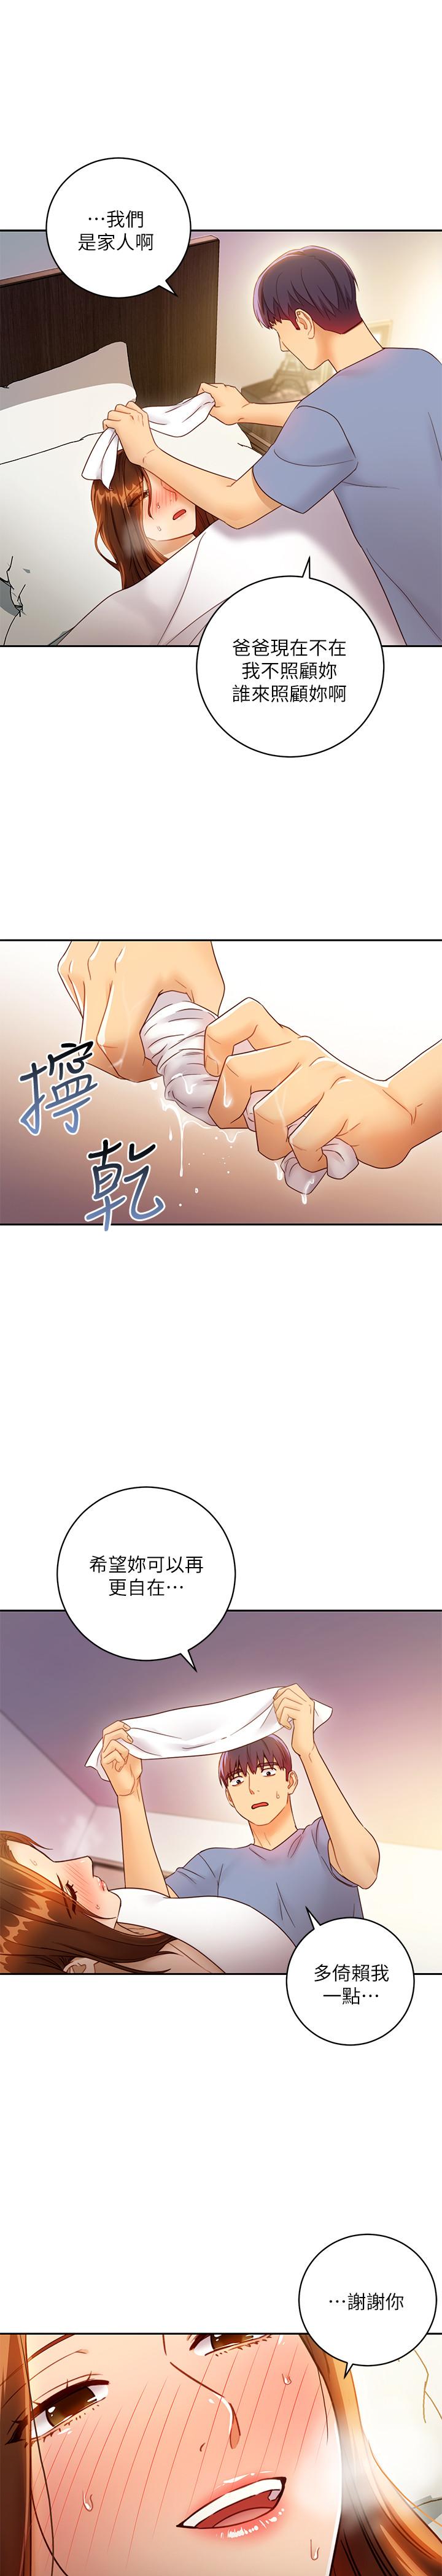 …我們
是家人啊
爸爸現在不在
我不照顧妳
誰來照顧妳啊
擰
乾
希望妳可以再
更自在…
多倚賴我
一點…
…謝謝你